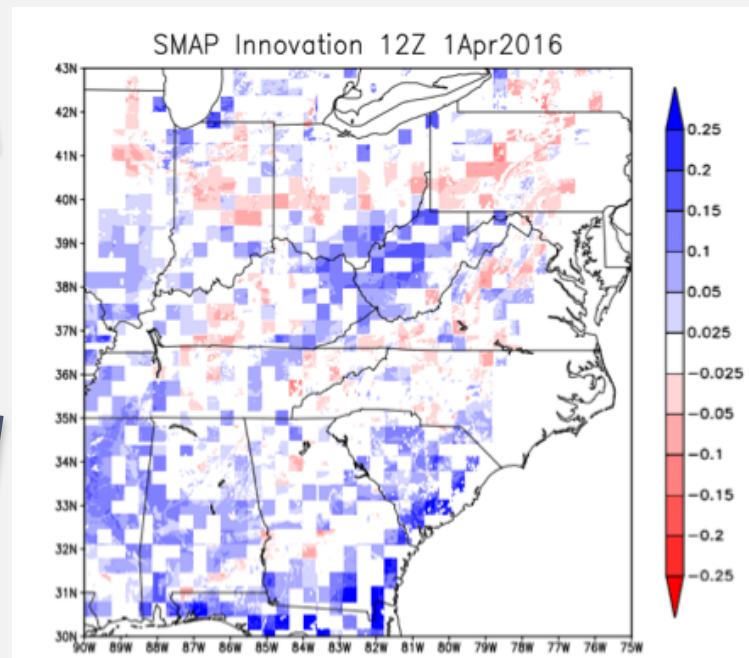 SMAP Innovation 12Z 1Apr2016
43N
42N
41N
40N
39N
38N
37N
36N
35N
34N
33N
32N
31N
30N
90W 89W 88W 87W 86W 85W 84W 83W 82W 81W 80W 79W 78W 77W 76W 75W
0.25
0.2
0.15
0.1
0.05
0.025
-0.025
-0.05
-0.1
-0.15
-0.2
-0.25